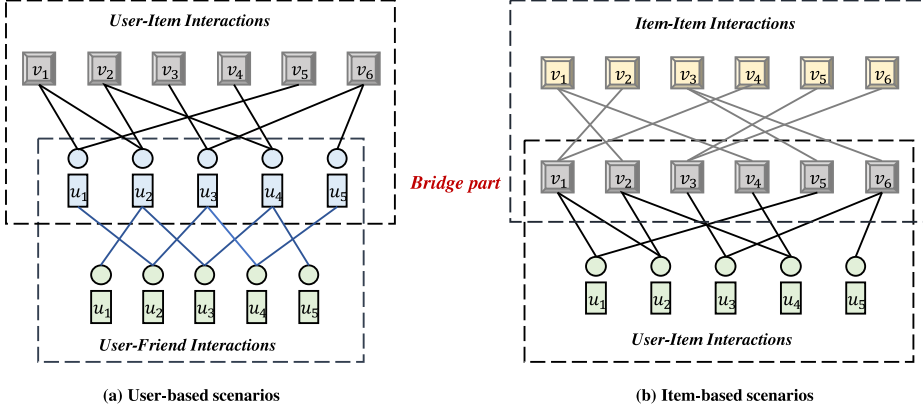 User-Item Interactions
v1 v2 v3 v4 v5 v6
u1 u2 u3 u4 u5
u1 u2 u3 u4 u5
User-Friend Interactions
(a) User-based scenarios
Bridge part
Item-Item Interactions
v1 v2 v3 v4 v5 v6
v1 v2 v3 v4 v5 v6
u1 u2 u3 u4 u5
User-Item Interactions
(b) Item-based scenarios